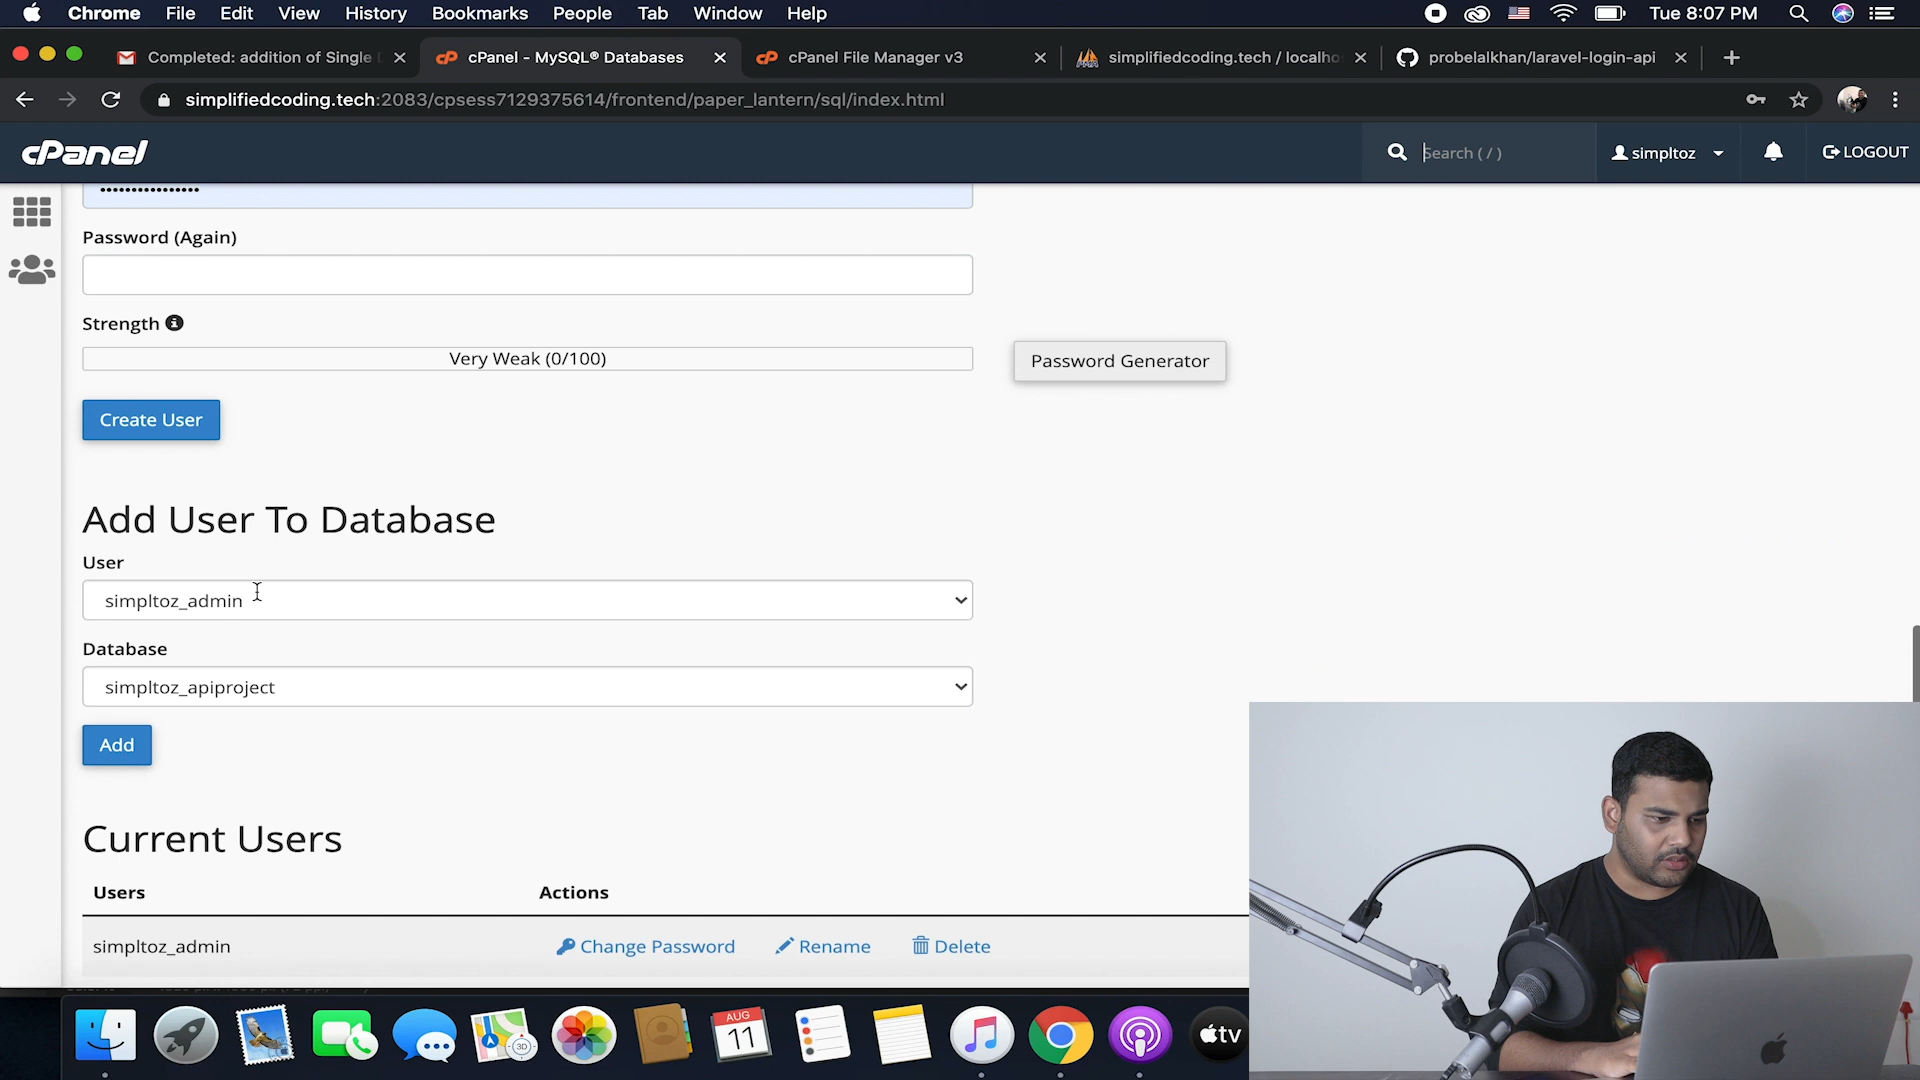 Chrome File Edit View History Bookmarks People Tab Window Help Tue 8:07 PM
Completed: addition of Single D cPanel - MySQL® Databases cPanel File Manager v3 simplifiedcoding.tech / localho probelalkhan/laravel-login-api
simplifiedcoding.tech:2083/cpsess7129375614/frontend/paper_lantern/sql/index.html
cPanel Search ( / ) simpltoz LOGOUT
Password (Again)
Strength
Very Weak (0/100)
Password Generator
Create User
Add User To Database
User
simpltoz_admin
Database
simpltoz_apiproject
Add
Current Users
Users Actions
simpltoz_admin Change Password Rename Delete
AUG
11
3D
tv